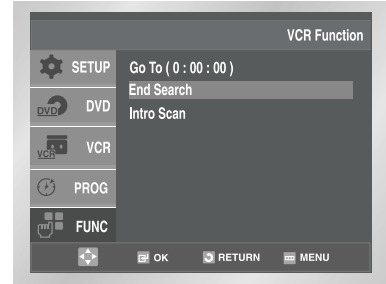 VCR Function
SETUP
Go To ( 0 : 00 : 00 )
End Search
DVD DVD
Intro Scan
VCR VCR
PROG
FUNC
OK RETURN MENU